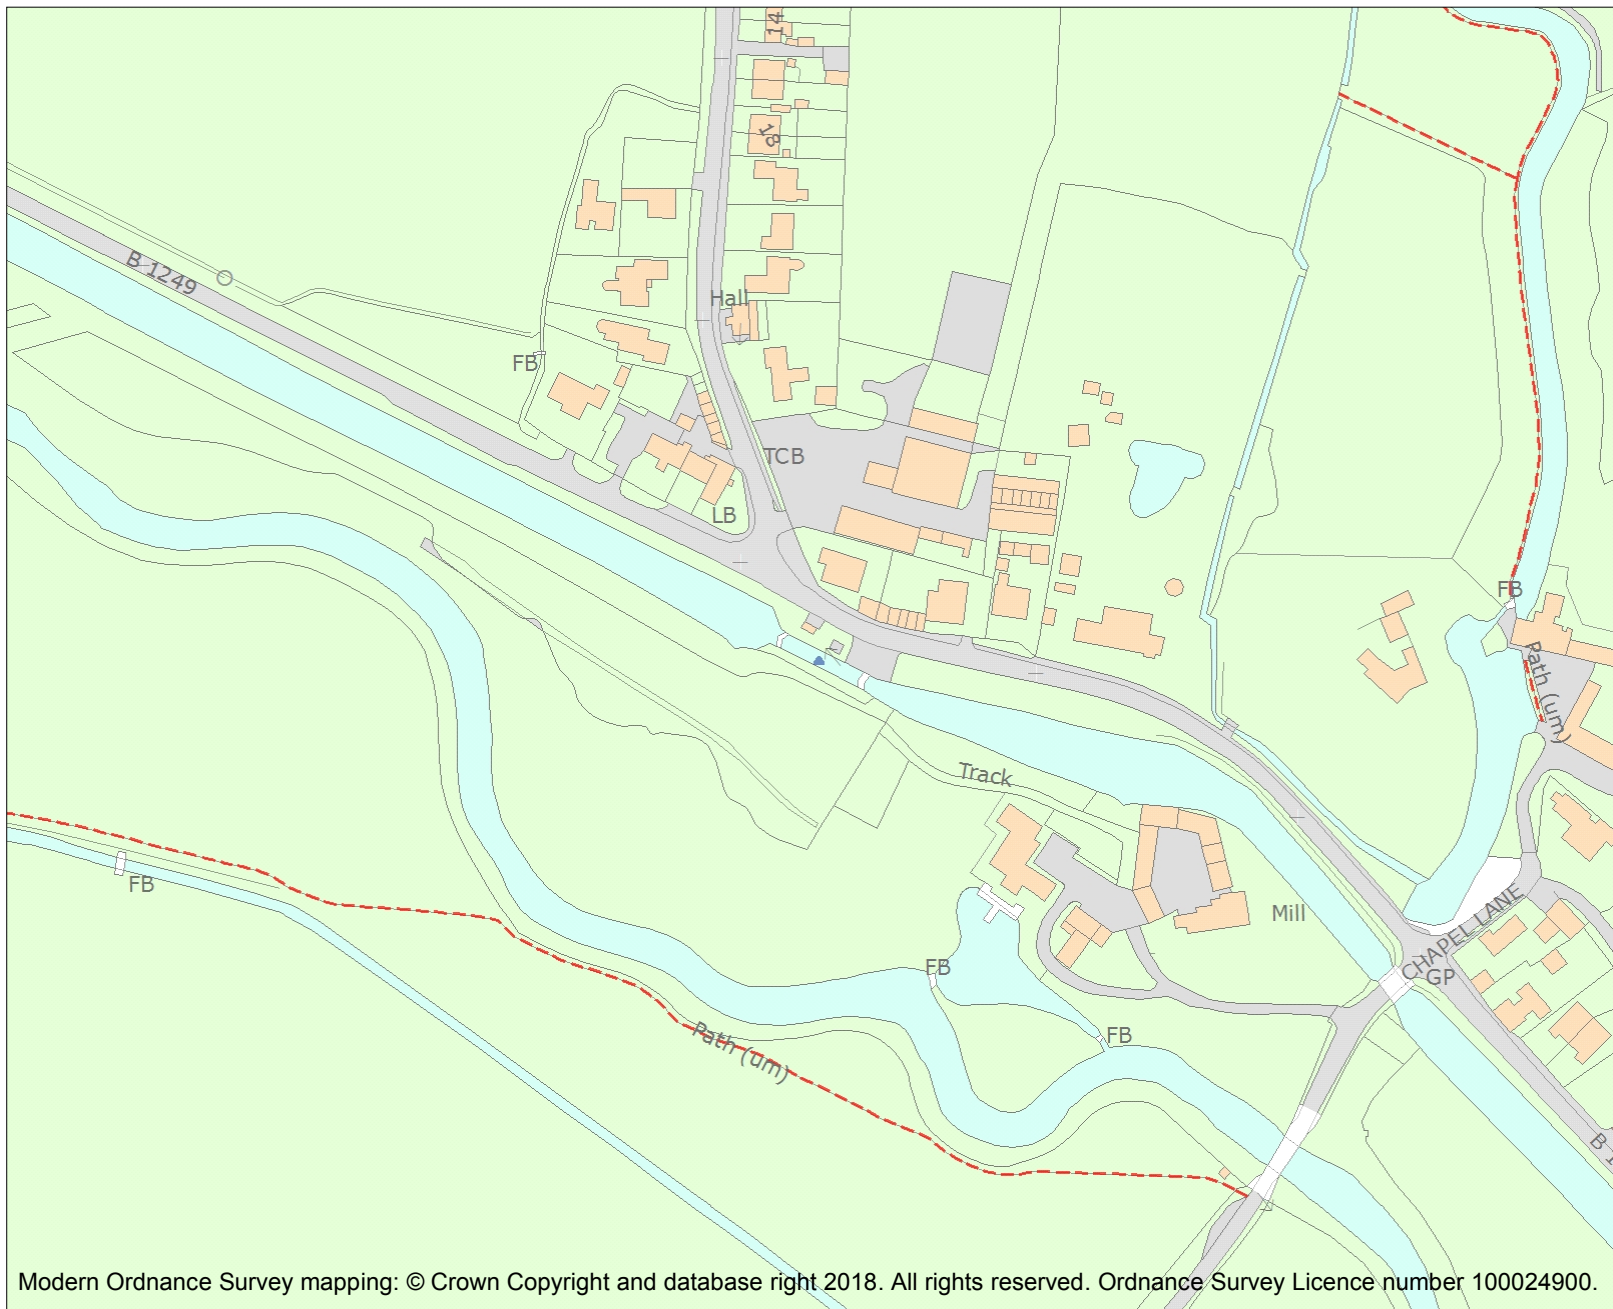 14
18
B 1249
Hall
FB
TCB
LB
FB
Path (um)
Track
FB
Mill
CHAPEL LANE
GP
FB
FB
Path (um)
B 1
Modern Ordnance Survey mapping: © Crown Copyright and database right 2018. All rights reserved. Ordnance Survey Licence number 100024900.